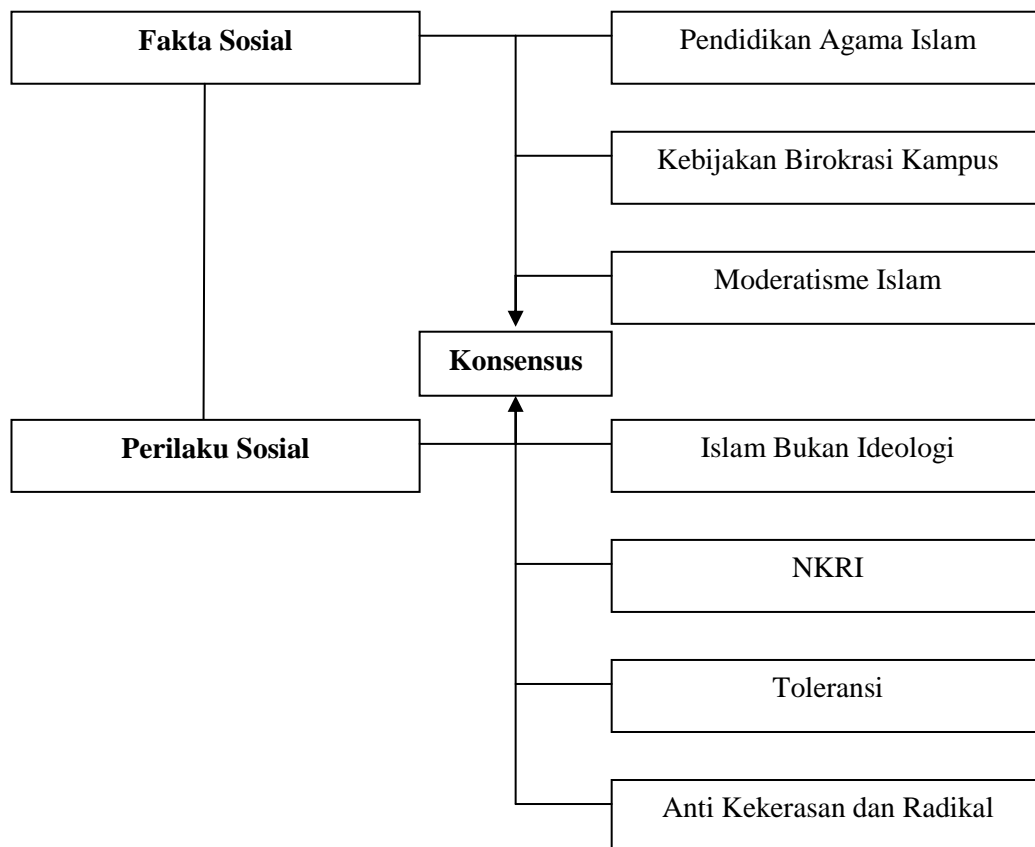 Fakta Sosial
Pendidikan Agama Islam
Kebijakan Birokrasi Kampus
Moderatisme Islam
Konsensus
Perilaku Sosial
Islam Bukan Ideologi
NKRI
Toleransi
Anti Kekerasan dan Radikal